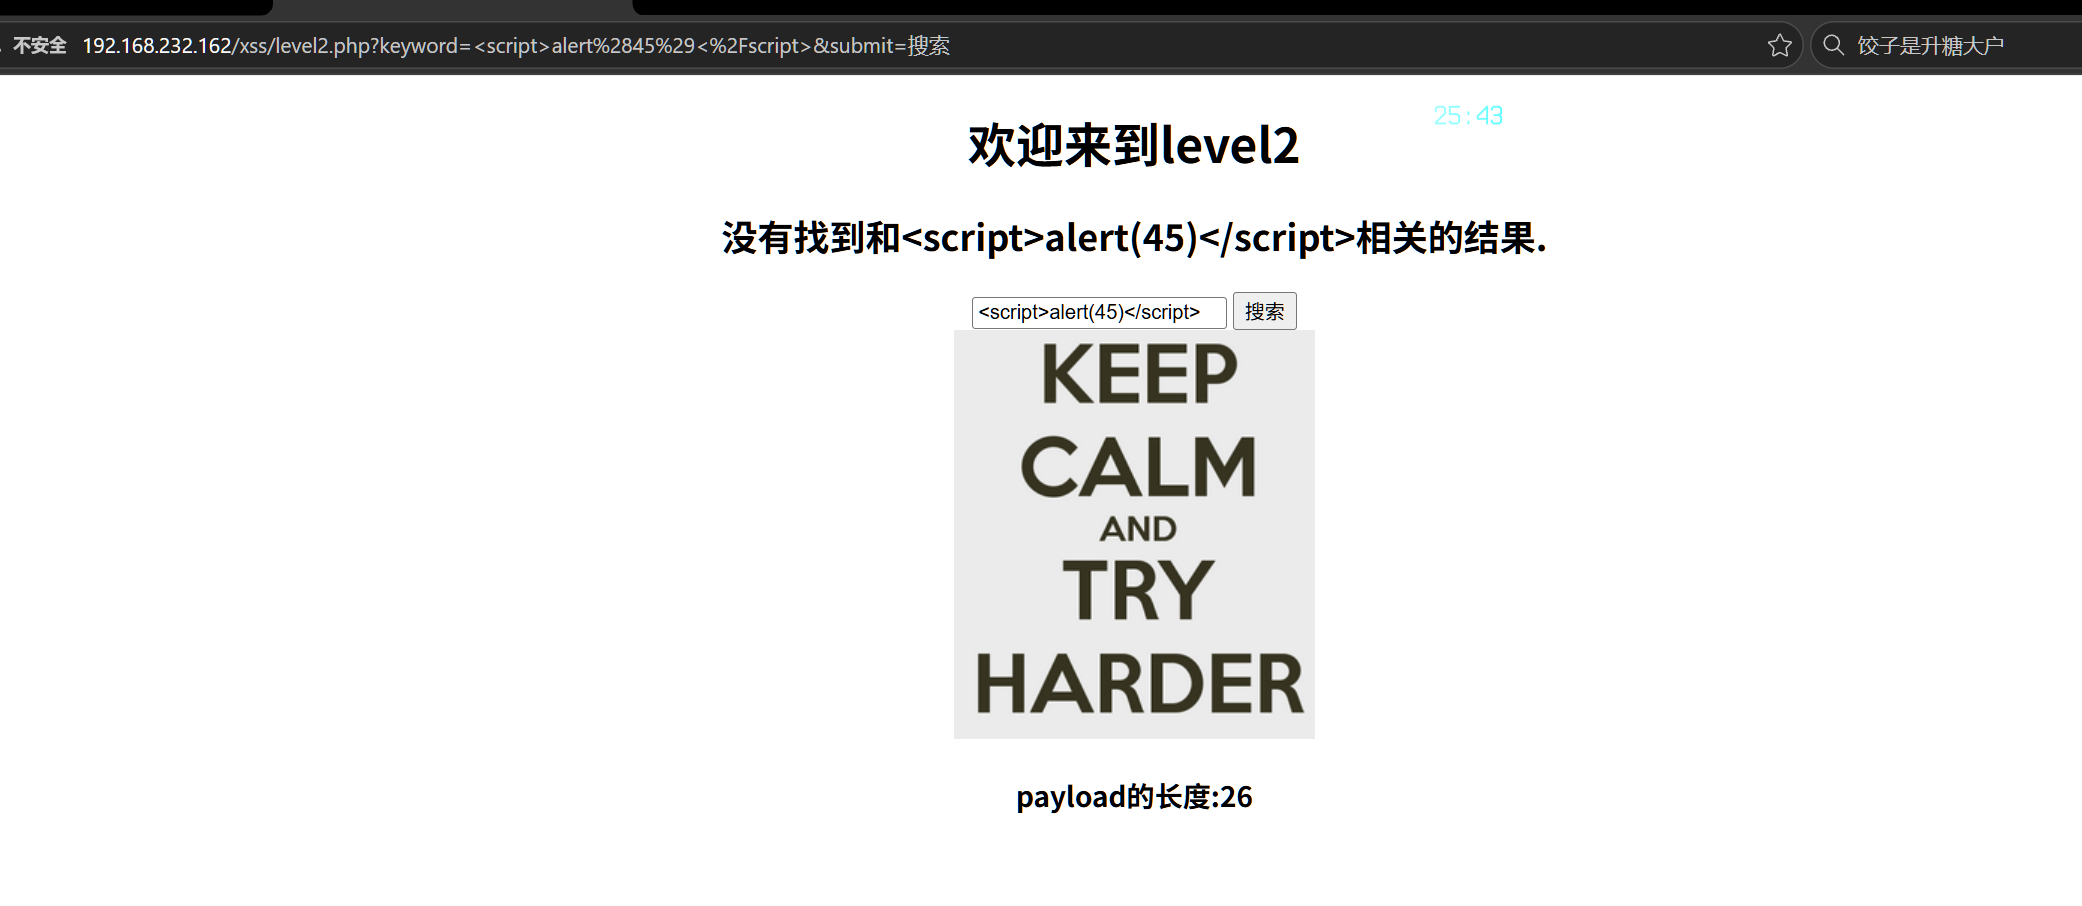 不安全 192.168.232.162/xss/level2.php?keyword=<script>alert%2845%29<%2Fscript>&submit=搜索 饺子是升糖大户
25:43
欢迎来到level2
没有找到和<script>alert(45)</script>相关的结果.
<script>alert(45)</script> 搜索
KEEP
CALM
AND
TRY
HARDER
payload的长度:26